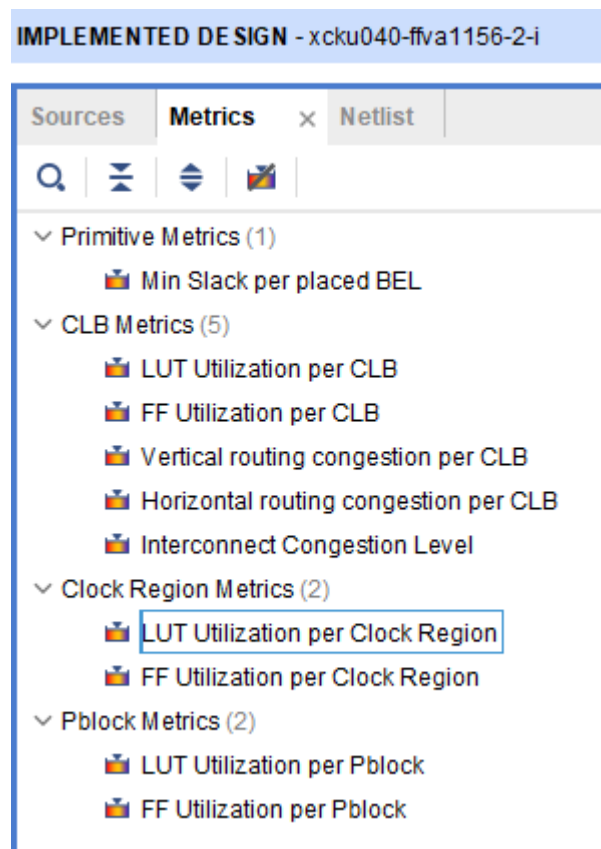 IMPLEMENTED DESIGN - xcku040-ffva1156-2-i
Sources Metrics × Netlist
Primitive Metrics (1)
Min Slack per placed BEL
CLB Metrics (5)
LUT Utilization per CLB
FF Utilization per CLB
Vertical routing congestion per CLB
Horizontal routing congestion per CLB
Interconnect Congestion Level
Clock Region Metrics (2)
LUT Utilization per Clock Region
FF Utilization per Clock Region
Pblock Metrics (2)
LUT Utilization per Pblock
FF Utilization per Pblock